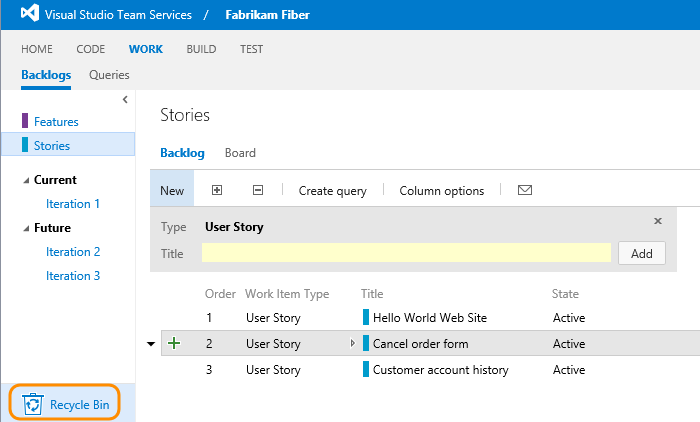 Visual Studio Team Services / Fabrikam Fiber
HOME CODE WORK BUILD TEST
Backlogs Queries
Features
Stories
Current
Iteration 1
Future
Iteration 2
Iteration 3
Recycle Bin
Stories
Backlog Board
New Create query Column options
Type User Story
Title Add
Order Work Item Type Title State
1 User Story Hello World Web Site Active
2 User Story Cancel order form Active
3 User Story Customer account history Active